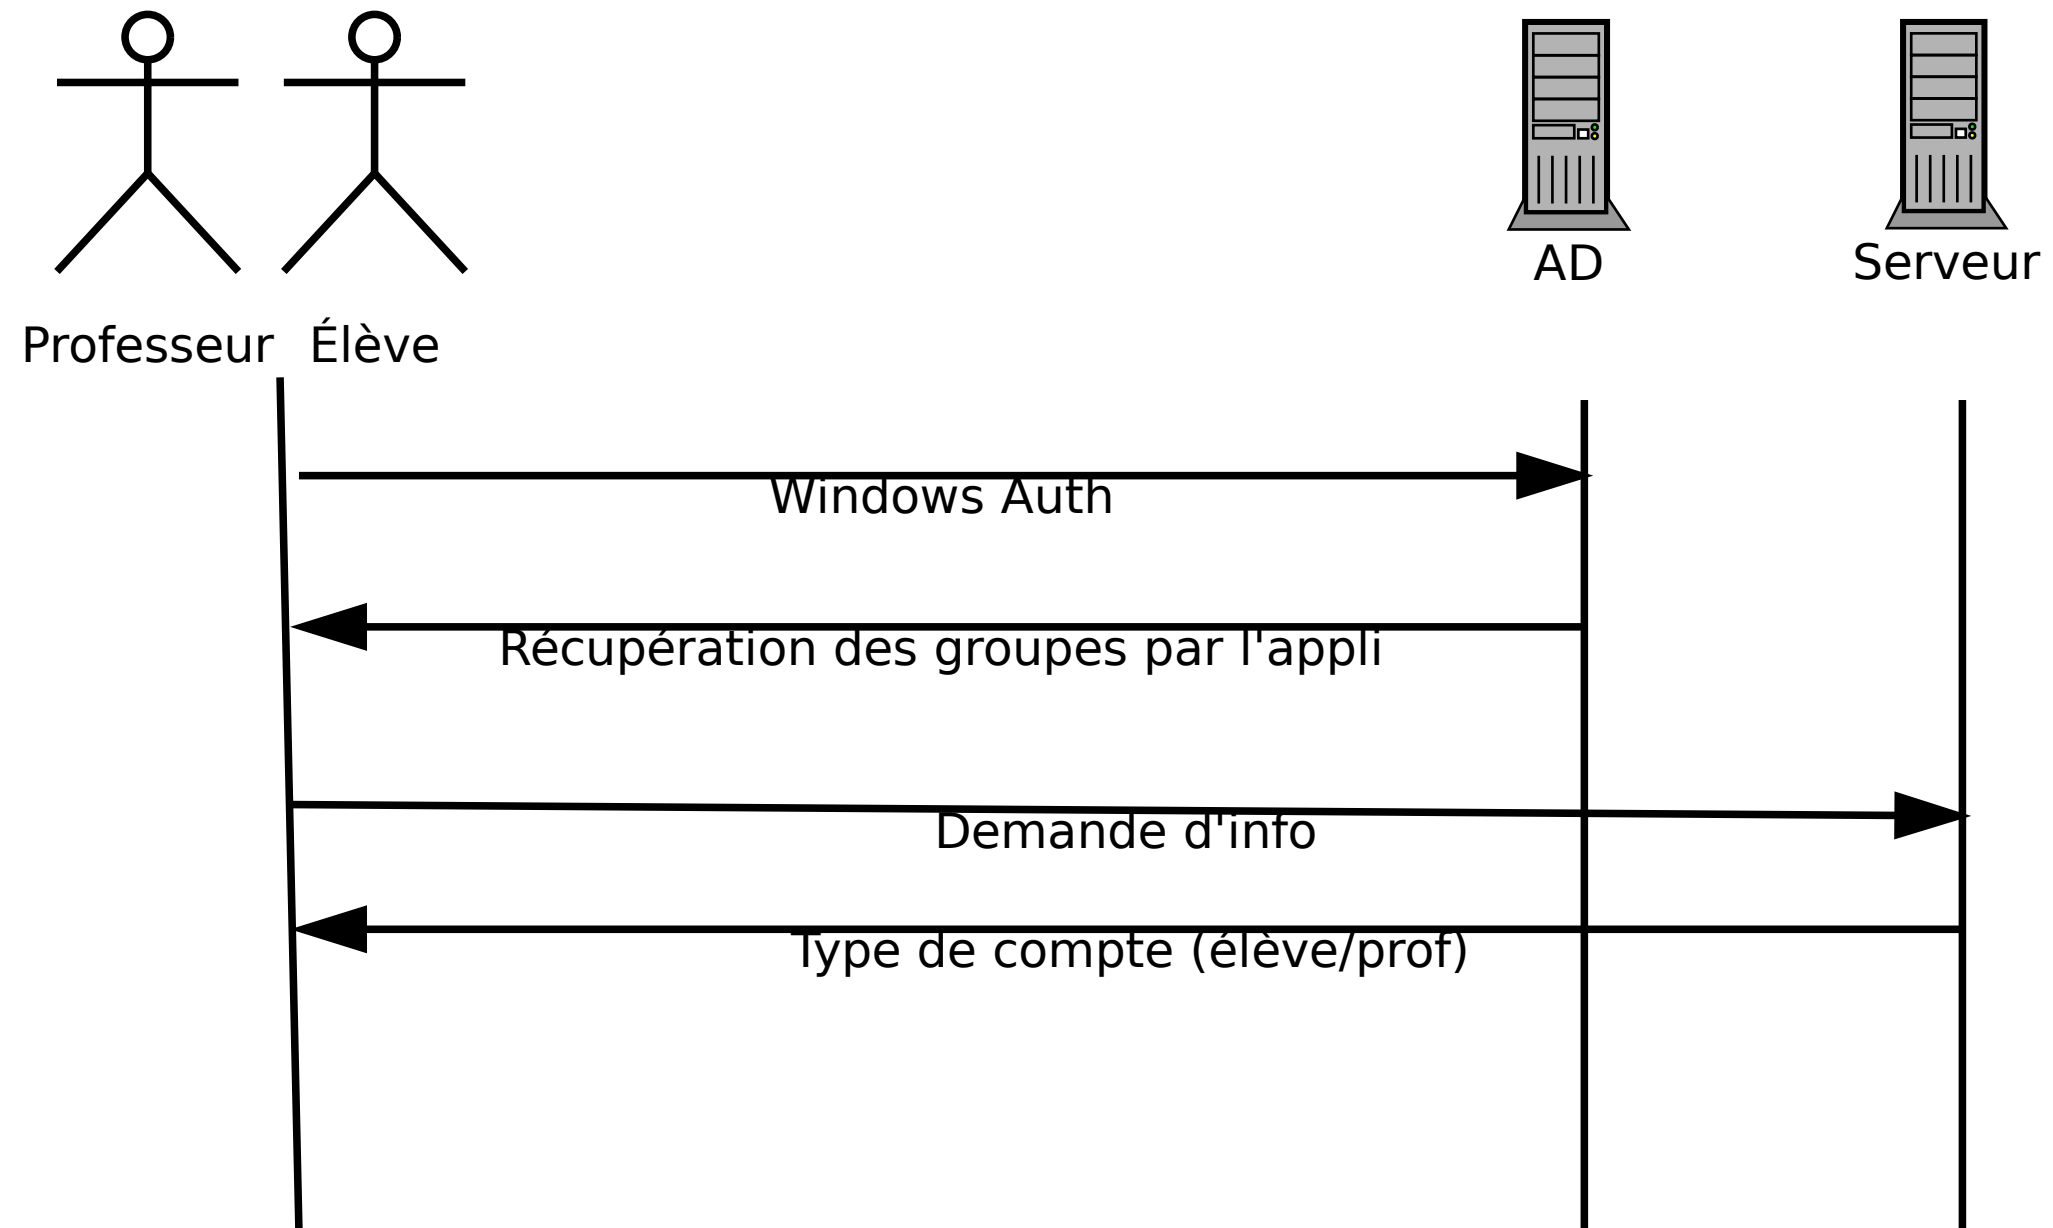 AD
Serveur
Professeur
Élève
Windows Auth
Récupération des groupes par l'appli
Demande d'info
Type de compte (élève/prof)